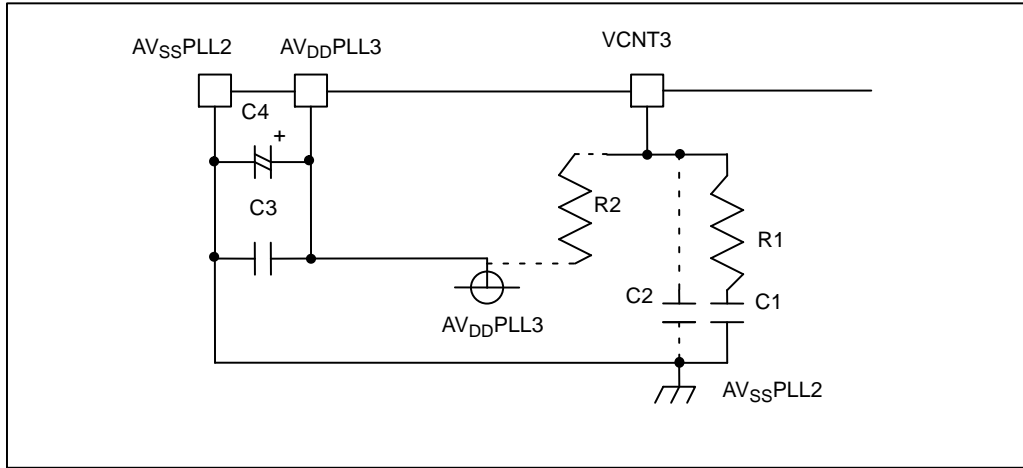 AVSSPLL2 AVDDPLL3 VCNT3
C4
+
C3
R2
R1
C2 C1
AVDDPLL3
AVSSPLL2